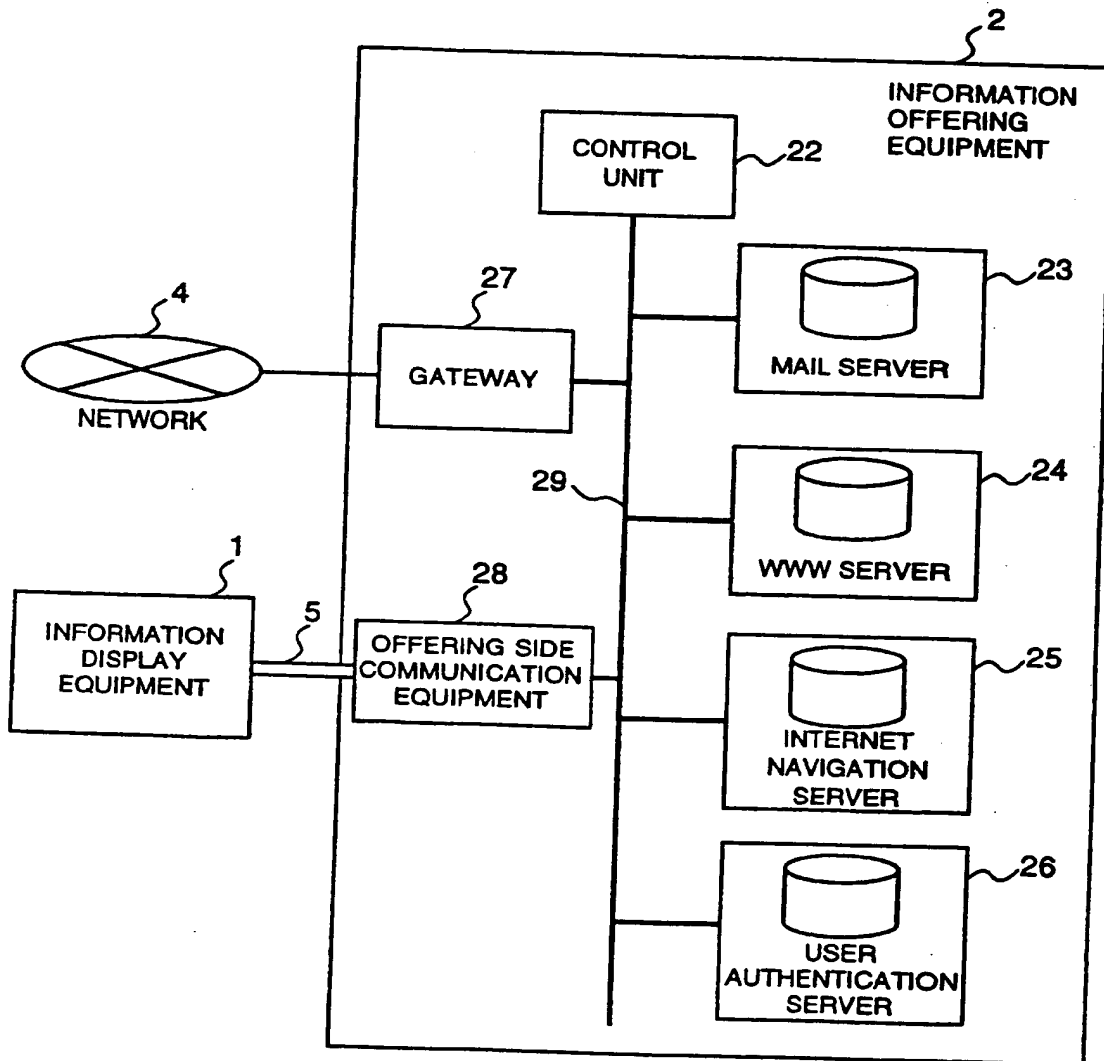 2
INFORMATION
OFFERING
EQUIPMENT
CONTROL
UNIT
22
23
MAIL SERVER
27
4
GATEWAY
NETWORK
29
24
WWW SERVER
1
5
28
INFORMATION
DISPLAY
EQUIPMENT
OFFERING SIDE
COMMUNICATION
EQUIPMENT
25
INTERNET
NAVIGATION
SERVER
26
USER
AUTHENTICATION
SERVER